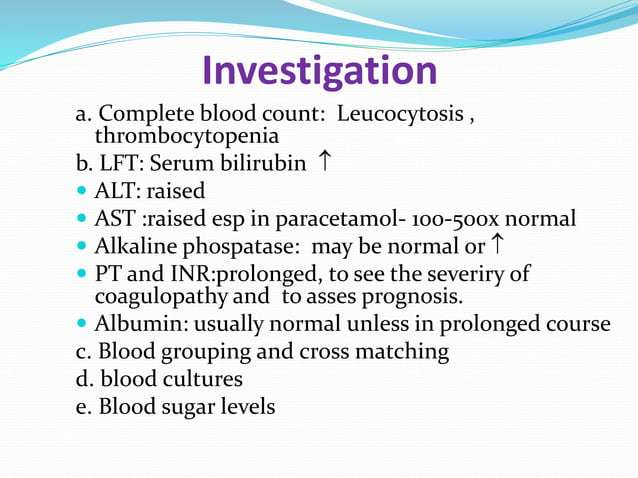 Investigation
a. Complete blood count:  Leucocytosis ,
thrombocytopenia
b. LFT: Serum bilirubin ↑
• ALT: raised
• AST :raised esp in paracetamol- 100-500x normal
• Alkaline phospatase:  may be normal or ↑
• PT and INR:prolonged, to see the severiry of
coagulopathy and  to asses prognosis.
• Albumin: usually normal unless in prolonged course
c. Blood grouping and cross matching
d. blood cultures
e. Blood sugar levels